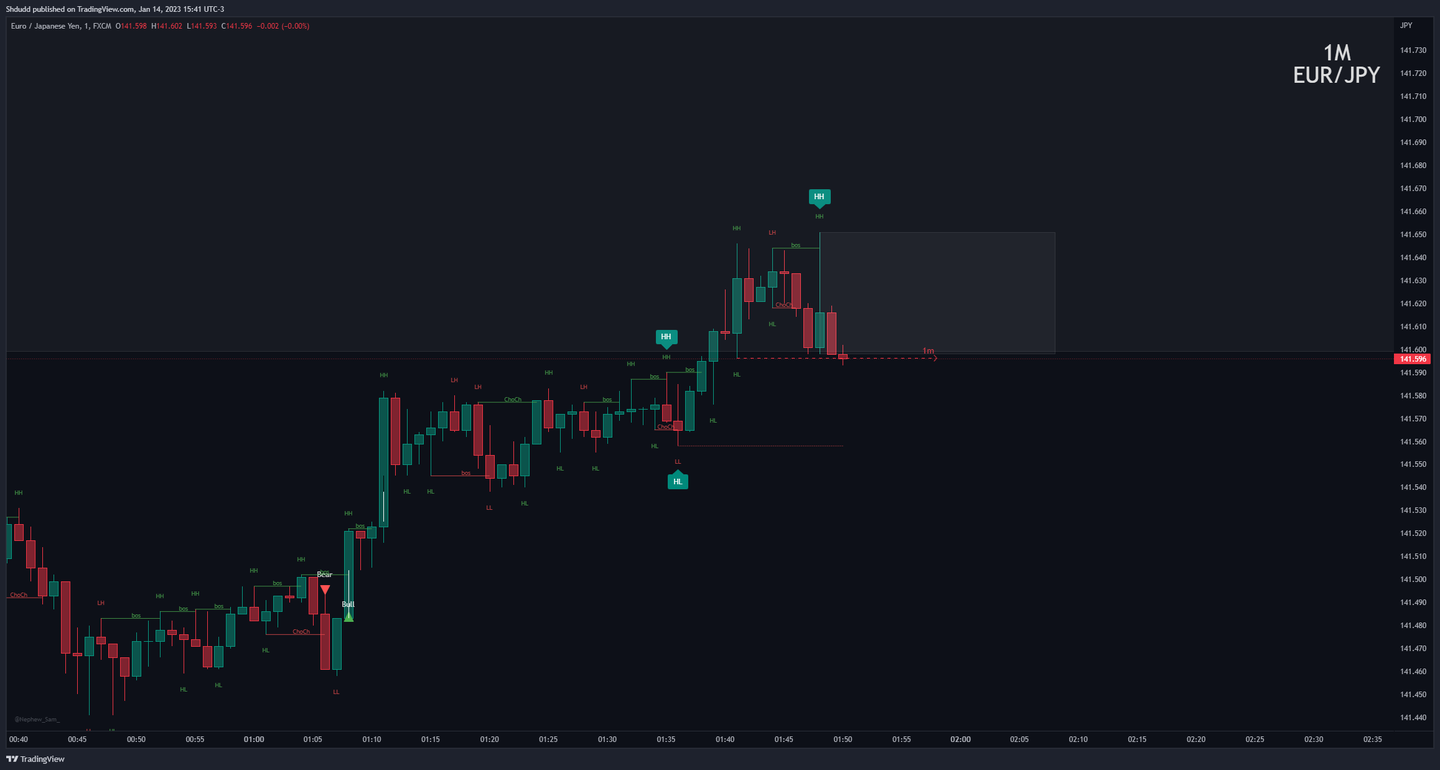 Shdudd published on TradingView.com, Jan 14, 2023 15:41 UTC-3
Euro / Japanese Yen, 1, FXCM O141.598 H141.602 L141.593 C141.596 −0.002 (−0.00%)
JPY
1M
EUR/JPY
141.730
141.720
141.710
141.700
141.690
141.680
141.670
141.660
141.650
141.640
141.630
141.620
141.610
141.600
141.596
141.590
141.580
141.570
141.560
141.550
141.540
141.530
141.520
141.510
141.500
141.490
141.480
141.470
141.460
141.450
141.440
HH
HH
HH
LH
bos
ChoCh
HL
HH
HH
1m
HL
HH
bos
bos
HH
LH
LH
ChoCh
HH
LH
bos
ChoCh
HL
HL
HL
LL
HL
HL
HL
bos
HL
HL
LL
HL
HH
HH
bos
HH
HH
bos
Bear
Bull
ChoCh
LH
bos
HH
bos
HH
bos
ChoCh
HL
HL
HL
LL
@Nephew_Sam_
00:40 00:45 00:50 00:55 01:00 01:05 01:10 01:15 01:20 01:25 01:30 01:35 01:40 01:45 01:50 01:55 02:00 02:05 02:10 02:15 02:20 02:25 02:30 02:35
TradingView